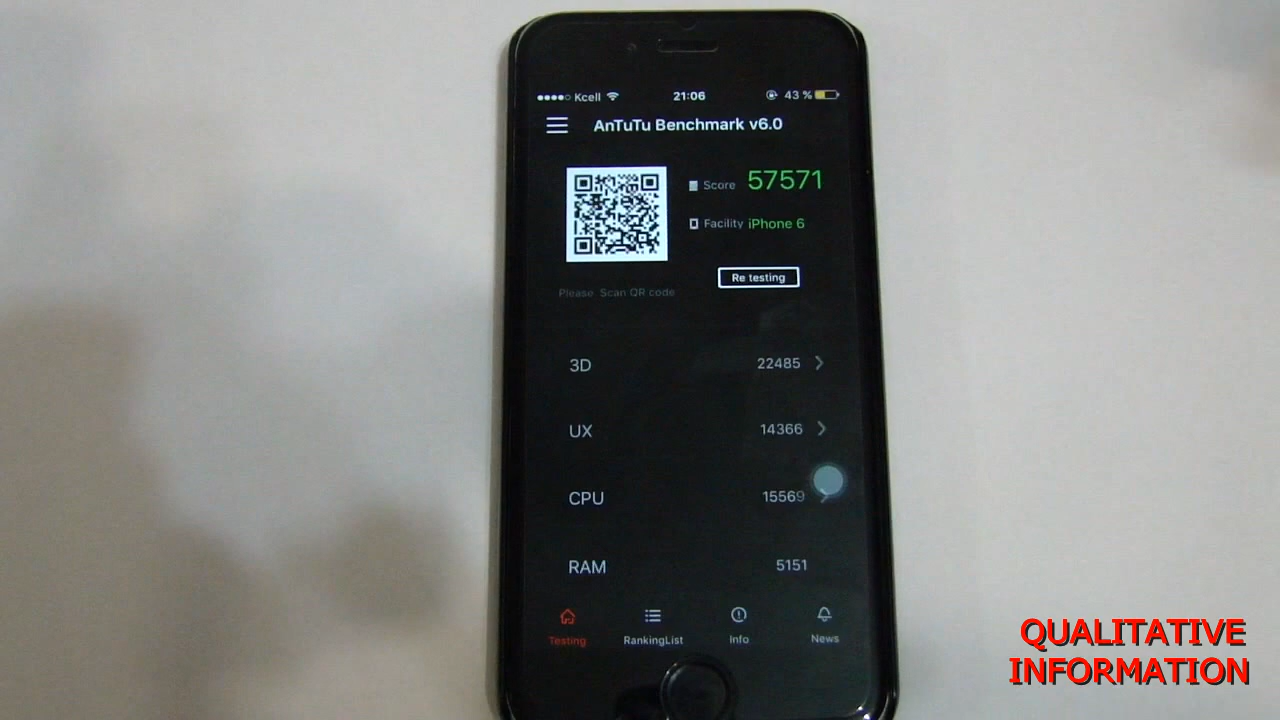 Kcell 21:06 43 %
AnTuTu Benchmark v6.0
Score 57571
Facility iPhone 6
Re testing
Please Scan QR code
3D 22485
UX 14366
CPU 15569
RAM 5151
Testing RankingList Info News
QUALITATIVE
INFORMATION